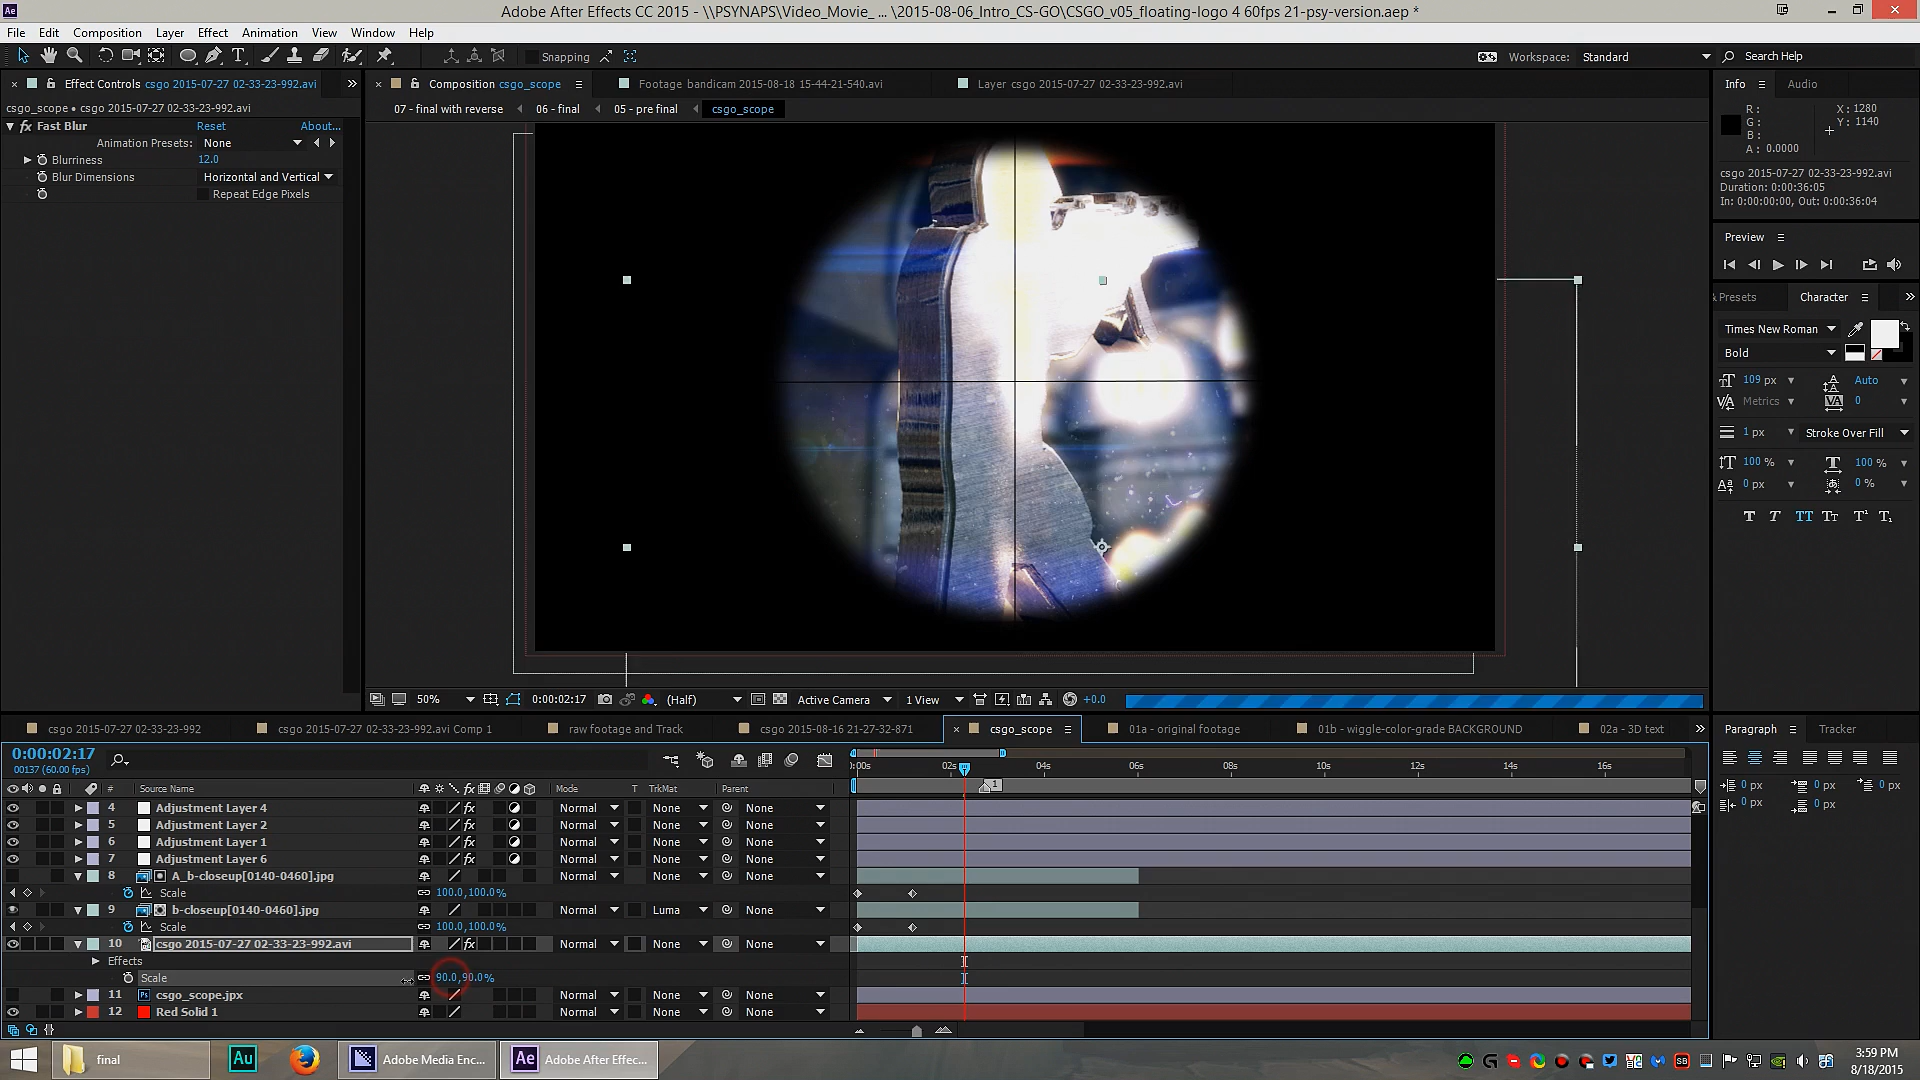 Adobe After Effects CC 2015 - \\PSYNAPS\Video_Movie_ ... \2015-08-06_Intro_CS-GO\CSGO_v05_floating-logo 4 60fps 21-psy-version.aep *
File Edit Composition Layer Effect Animation View Window Help
Snapping
Workspace: Standard
Search Help
Effect Controls csgo 2015-07-27 02-33-23-992.avi
Composition csgo_scope
Footage bandicam 2015-08-18 15-44-21-540.avi
Layer csgo 2015-07-27 02-33-23-992.avi
Info Audio
csgo_scope • csgo 2015-07-27 02-33-23-992.avi
07 - final with reverse 06 - final 05 - pre final csgo_scope
R: X: 1280
G: Y: 1140
B:
A: 0.0000
fx Fast Blur Reset About...
Animation Presets: None
Blurriness 12.0
Blur Dimensions Horizontal and Vertical
Repeat Edge Pixels
csgo 2015-07-27 02-33-23-992.avi
Duration: 0:00:36:05
In: 0:00:00:00, Out: 0:00:36:04
Preview
& Presets Character
Times New Roman
Bold
109 px Auto
Metrics 0
1 px Stroke Over Fill
100 % 100 %
0 px 0 %
T T TT Tt T¹ T₁
50% 0:00:02:17 (Half) Active Camera 1 View +0.0
csgo 2015-07-27 02-33-23-992
csgo 2015-07-27 02-33-23-992.avi Comp 1
raw footage and Track
csgo 2015-08-16 21-27-32-871
csgo_scope
01a - original footage
01b - wiggle-color-grade BACKGROUND
02a - 3D text
Paragraph Tracker
0:00:02:17
00137 (60.00 fps)
):00s 02s 04s 06s 08s 10s 12s 14s 16s
1
0 px 0 px 0 px
0 px 0 px
# Source Name Mode T TrkMat Parent
4 Adjustment Layer 4 fx Normal None None
5 Adjustment Layer 2 fx Normal None None
6 Adjustment Layer 1 fx Normal None None
7 Adjustment Layer 6 fx Normal None None
8 A_b-closeup[0140-0460].jpg Normal None None
Scale 100.0,100.0%
9 b-closeup[0140-0460].jpg Normal Luma None
Scale 100.0,100.0%
10 csgo 2015-07-27 02-33-23-992.avi fx Normal None None
Effects
Scale 90.0,90.0%
11 csgo_scope.jpx Normal None None
12 Red Solid 1 Normal None None
final
Au
Adobe Media Enc...
Ae Adobe After Effec...
3:59 PM
8/18/2015